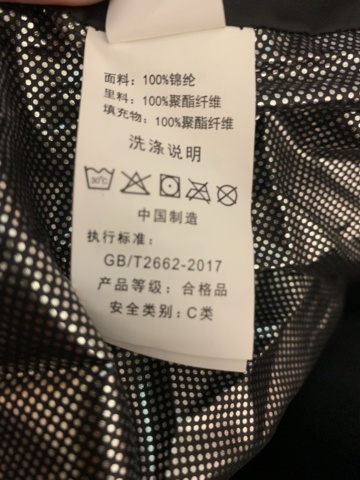 面料：100%锦纶
里料：100%聚酯纤维
填充物：100%聚酯纤维
洗涤说明
30℃
中国制造
执行标准：
GB/T2662-2017
产品等级：合格品
安全类别：C类